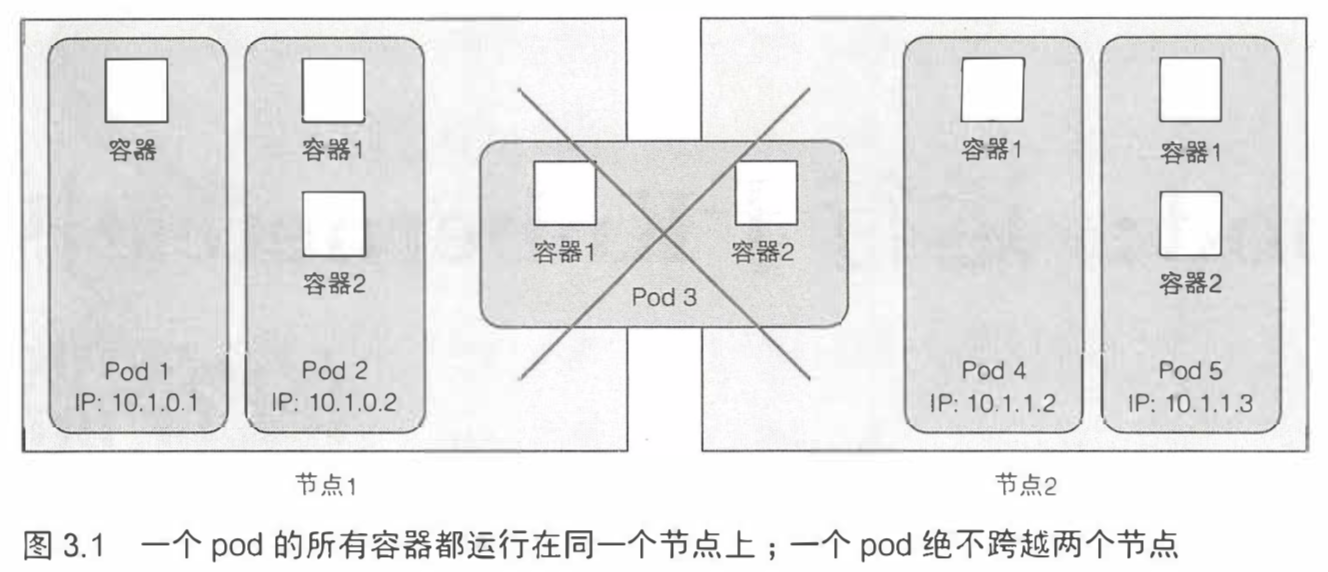 容器
容器1
容器2
Pod 1
IP: 10.1.0.1
Pod 2
IP: 10.1.0.2
容器1
容器2
Pod 3
容器1
Pod 4
IP: 10.1.1.2
容器1
容器2
Pod 5
IP: 10.1.1.3
节点1
节点2
图 3.1 一个 pod 的所有容器都运行在同一个节点上；一个 pod 绝不跨越两个节点